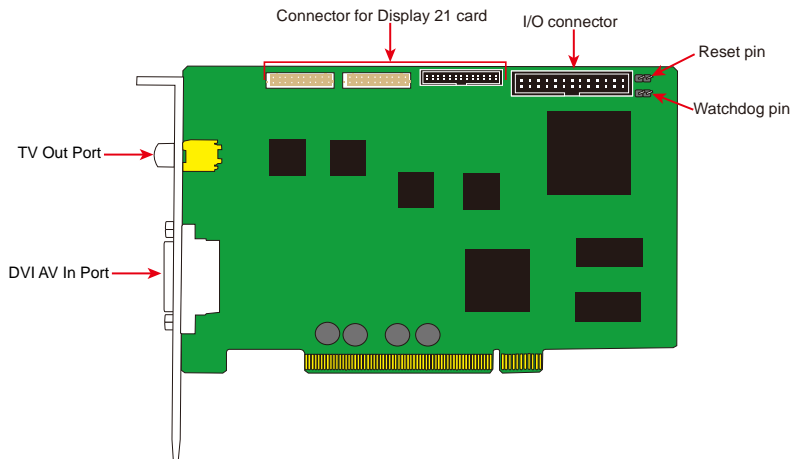 Connector for Display 21 card
I/O connector
Reset pin
Watchdog pin
TV Out Port
DVI AV In Port